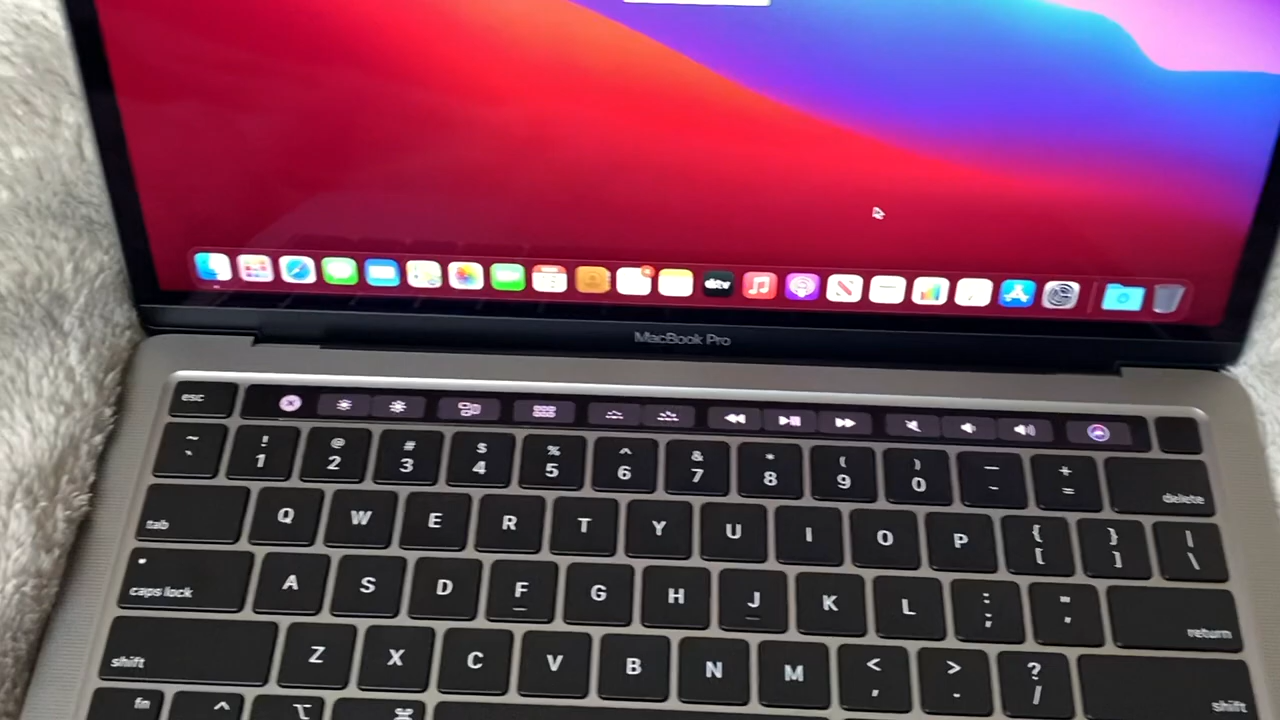 tv
MacBook Pro
esc
~ ! @ # $ % ^ & * ( ) — +
` 1 2 3 4 5 6 7 8 9 0 - = delete
tab Q W E R T Y U I O P { [ } ] | \
caps lock A S D F G H J K L : ; " ' return
shift Z X C V B N M < , > . ? / shift
fn ^ ⌥ ⌘